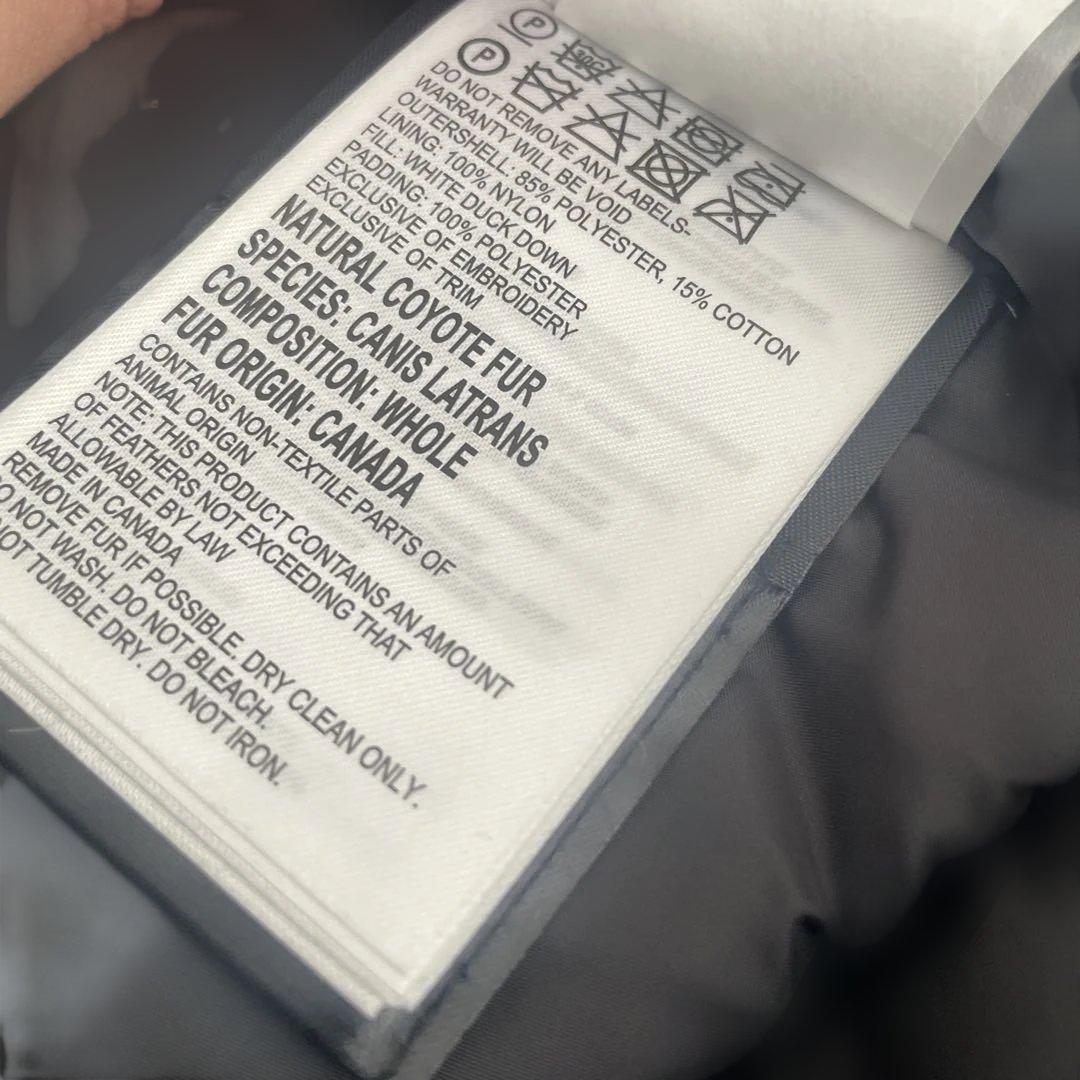 P
30C
P
DO NOT REMOVE ANY LABELS-
WARRANTY WILL BE VOID
OUTERSHELL: 85% POLYESTER, 15% COTTON
LINING: 100% NYLON
FILL: WHITE DUCK DOWN
PADDING: 100% POLYESTER
EXCLUSIVE OF EMBROIDERY
EXCLUSIVE OF TRIM
NATURAL COYOTE FUR
SPECIES: CANIS LATRANS
COMPOSITION: WHOLE
FUR ORIGIN: CANADA
CONTAINS NON-TEXTILE PARTS OF
ANIMAL ORIGIN
NOTE: THIS PRODUCT CONTAINS AN AMOUNT
OF FEATHERS NOT EXCEEDING THAT
ALLOWABLE BY LAW
MADE IN CANADA
REMOVE FUR IF POSSIBLE. DRY CLEAN ONLY.
DO NOT WASH. DO NOT BLEACH.
NOT TUMBLE DRY. DO NOT IRON.